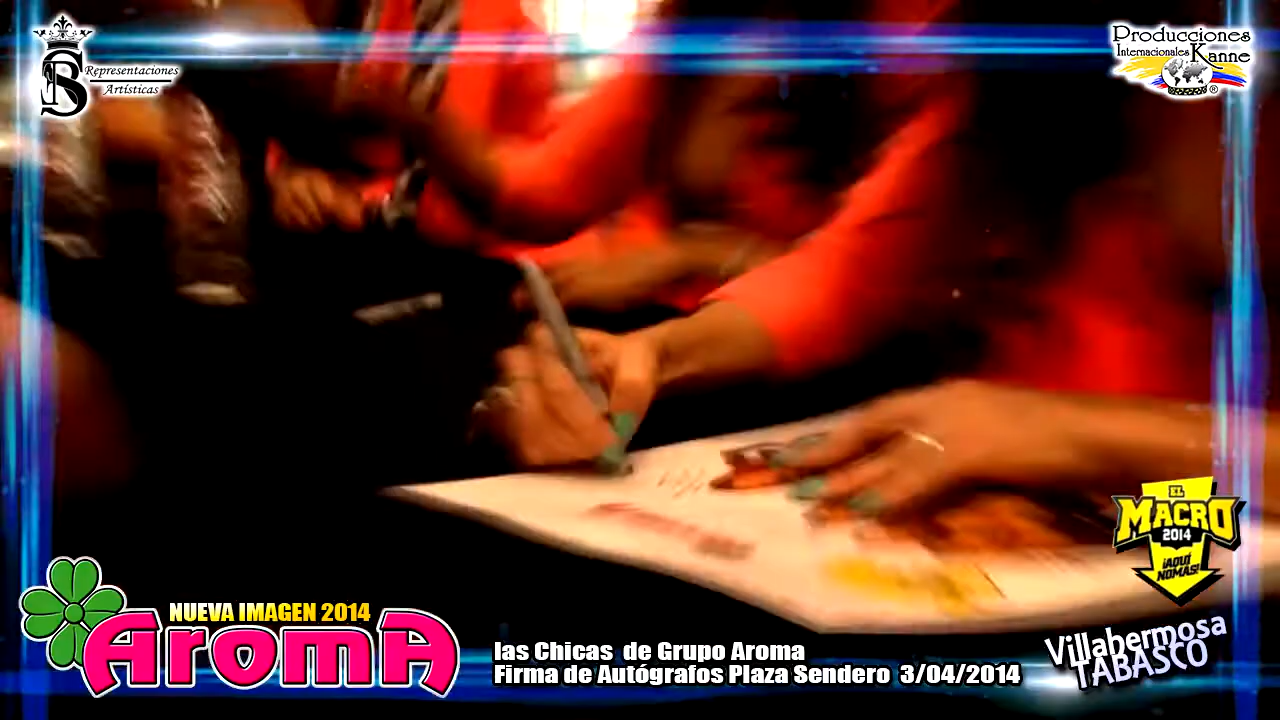 S
Representaciones
Artísticas
Producciones
Internacionales Kanne
®
EL
MACRO
2014
¡AQUÍ
NOMAS!
NUEVA IMAGEN 2014
AromA
las Chicas de Grupo Aroma
Firma de Autógrafos Plaza Sendero 3/04/2014
Villahermosa
TABASCO